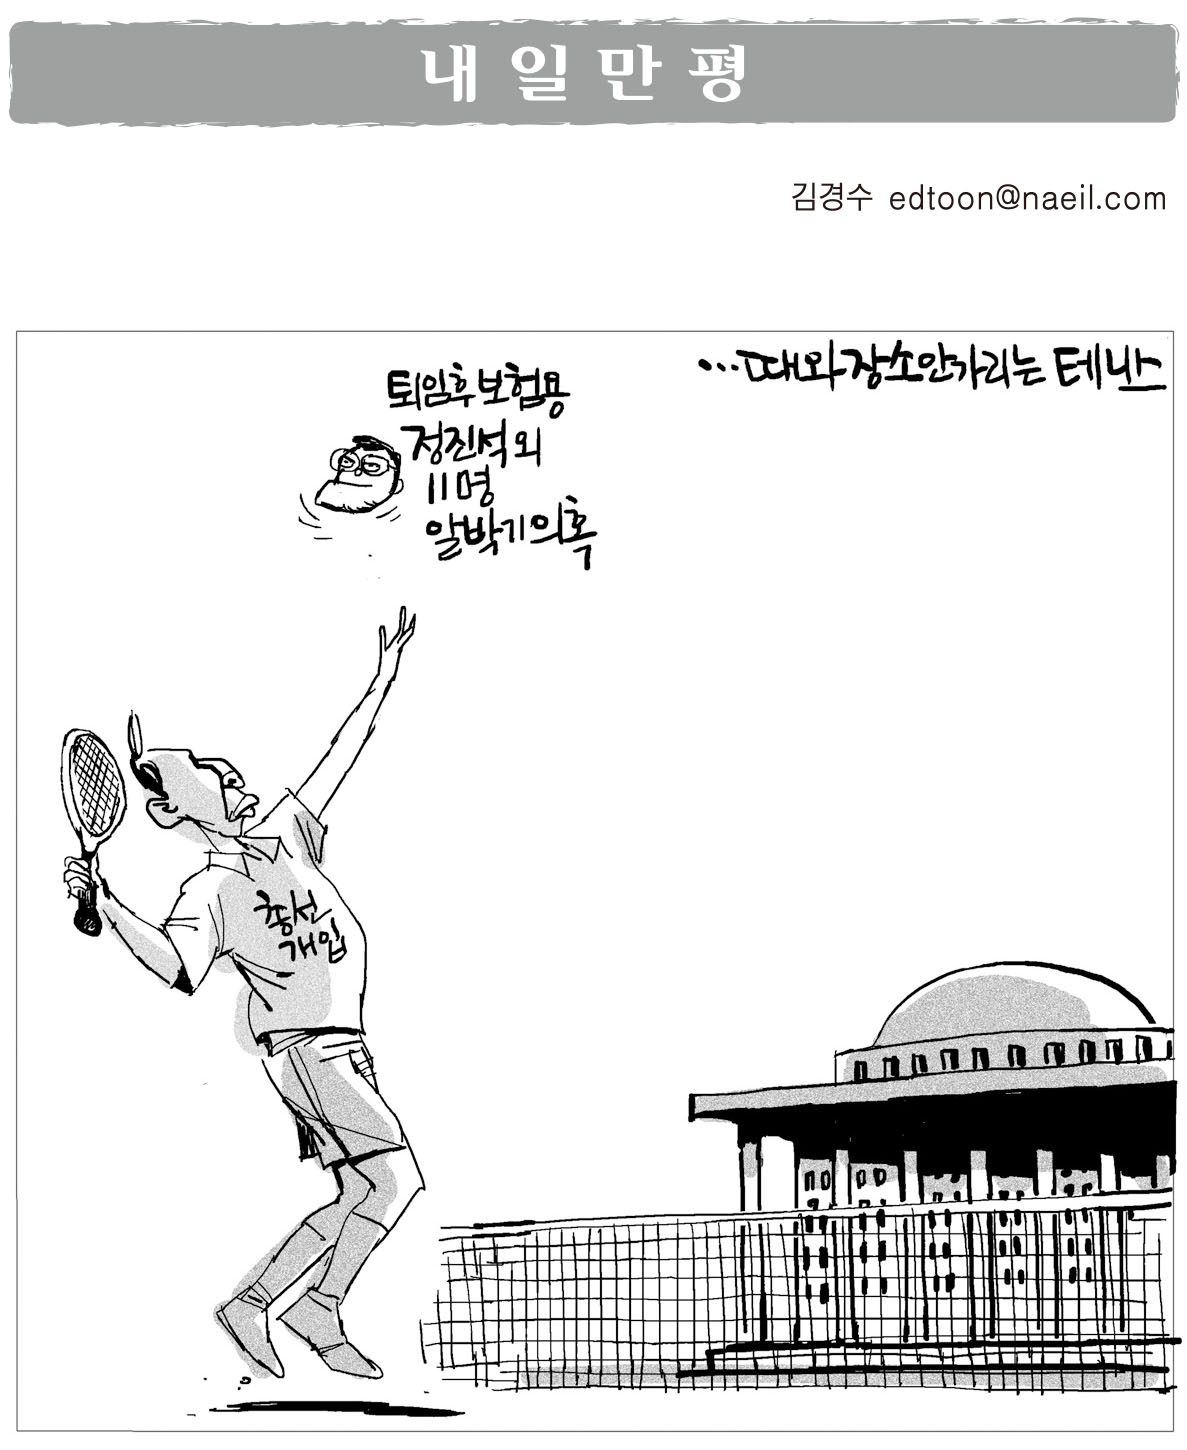 내일만평
김경수 edtoon@naeil.com
...때와 장소 안가리는 테니스
퇴임후 보험용
정진석 외
11명
알박기 의혹
총선
개입